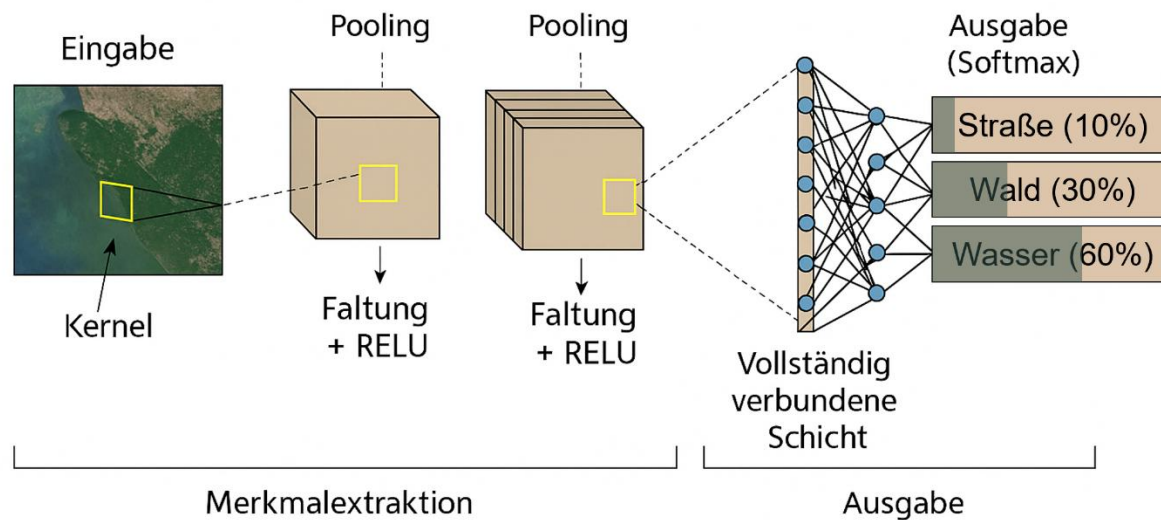 Eingabe
Pooling
Pooling
Ausgabe
(Softmax)
Straße (10%)
Wald (30%)
Wasser (60%)
Kernel
Faltung
+ RELU
Faltung
+ RELU
Vollständig
verbundene
Schicht
Merkmalextraktion
Ausgabe